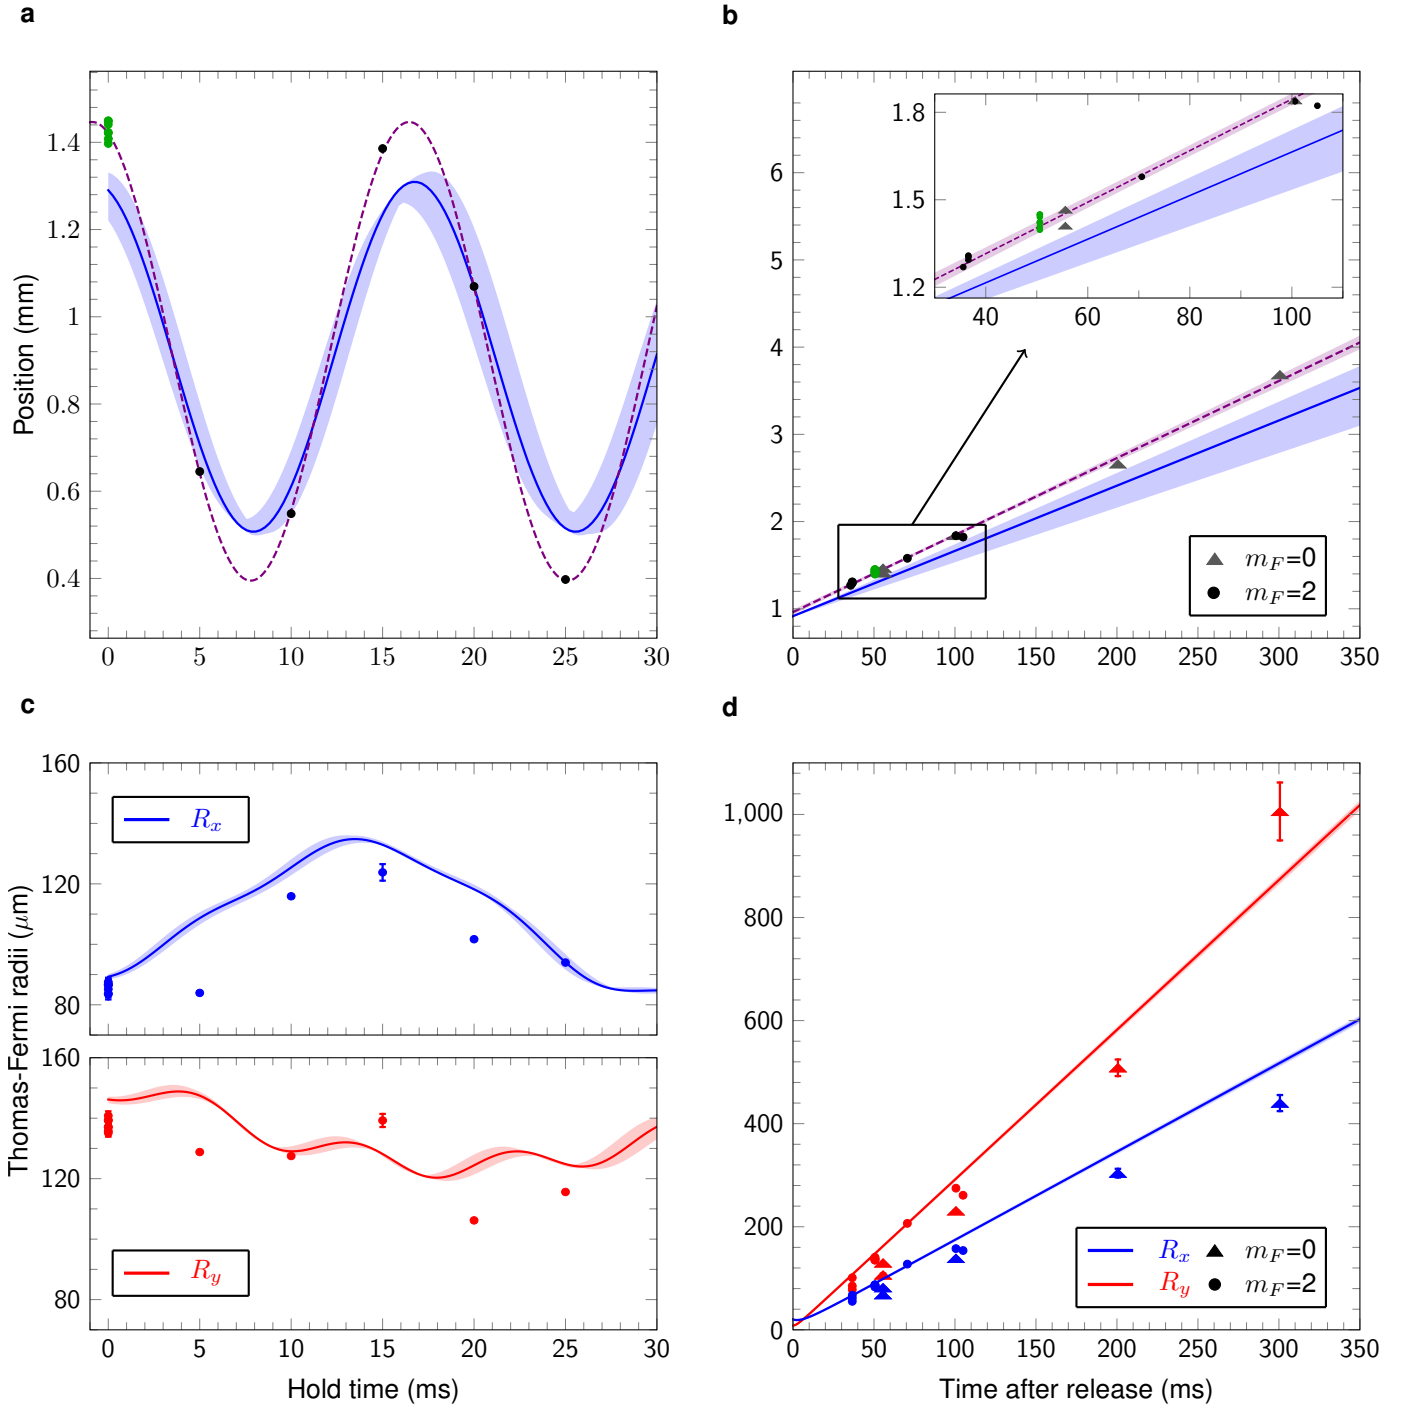 a
1.4
1.2
1
0.8
0.6
0.4
Position (mm)
0 5 10 15 20 25 30
b
6
5
4
3
2
1
0 50 100 150 200 250 300 350
1.8
1.5
1.2
40 60 80 100
m_F=0
m_F=2
c
160
120
80
R_x
160
120
80
R_y
Thomas-Fermi radii (μm)
0 5 10 15 20 25 30
Hold time (ms)
d
1,000
800
600
400
200
0
R_x m_F=0
R_y m_F=2
0 50 100 150 200 250 300 350
Time after release (ms)